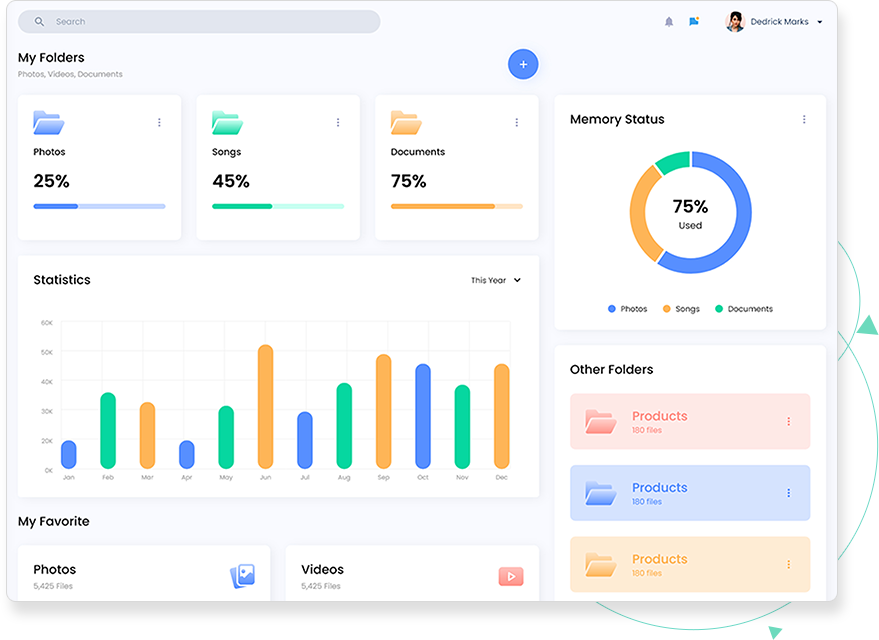 Search
Dedrick Marks
My Folders
Photos, Videos, Documents
+
Photos
25%
Songs
45%
Documents
75%
Memory Status
75%
Used
Photos
Songs
Documents
Statistics
This Year
60K
50K
40K
30K
20K
0K
Jan
Feb
Mar
Apr
May
Jun
Jul
Aug
Sep
Oct
Nov
Dec
Other Folders
Products
180 files
Products
180 files
Products
180 files
My Favorite
Photos
5,425 Files
Videos
5,425 Files